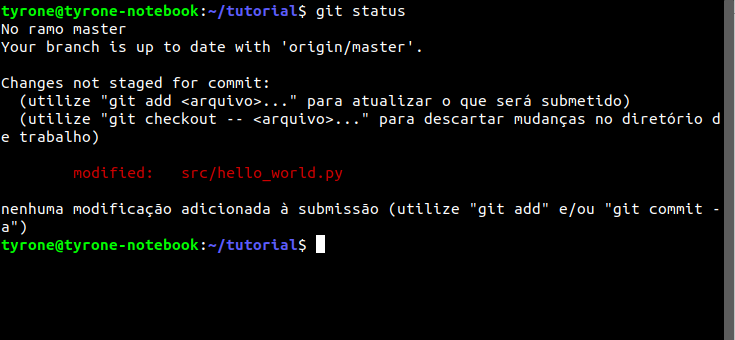 tyrone@tyrone-notebook:~/tutorial$ git status
No ramo master
Your branch is up to date with 'origin/master'.
Changes not staged for commit:
(utilize "git add <arquivo>..." para atualizar o que será submetido)
(utilize "git checkout -- <arquivo>..." para descartar mudanças no diretório d
e trabalho)
modified:   src/hello_world.py
nenhuma modificação adicionada à submissão (utilize "git add" e/ou "git commit -
a")
tyrone@tyrone-notebook:~/tutorial$